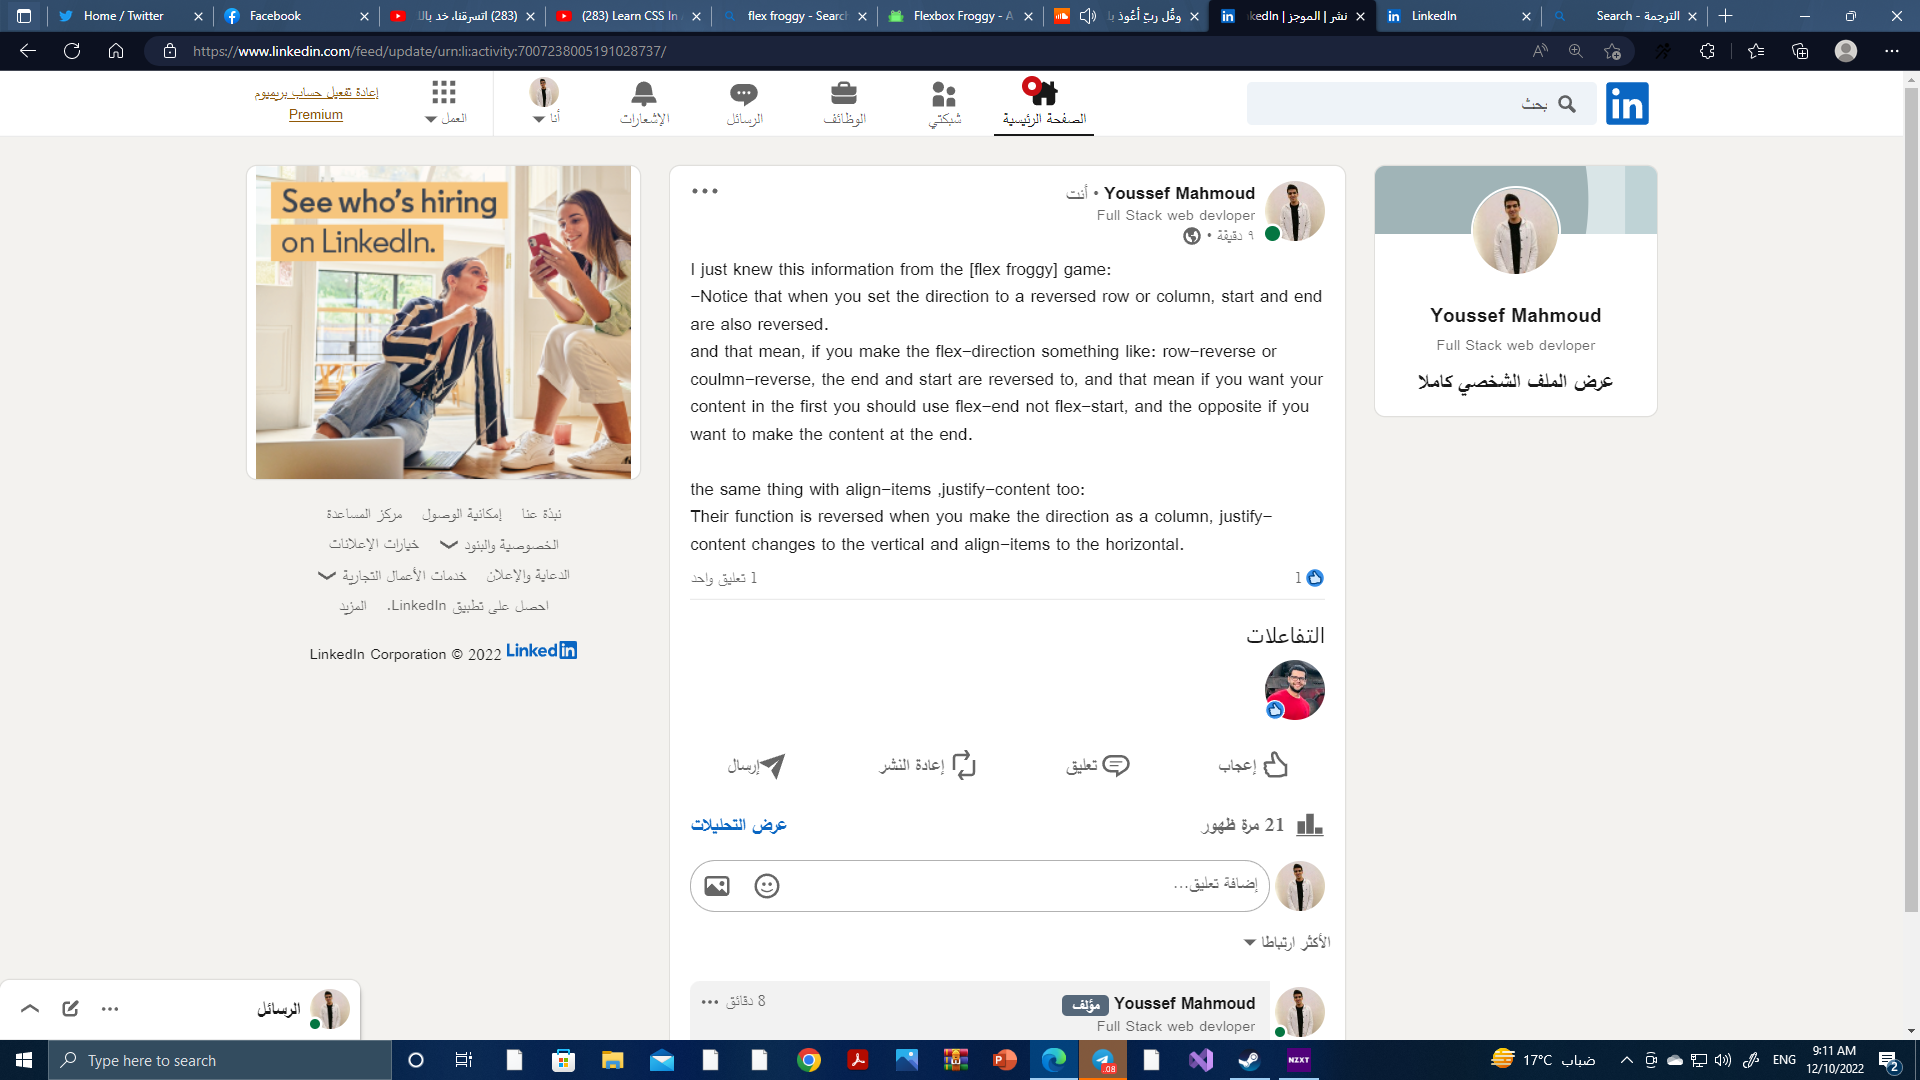 Home / Twitter
Facebook
(283) اتسرقنا، خد بالك
(283) Learn CSS In
flex froggy - Search
Flexbox Froggy - A
وقُل ربّ أعُوذ با
نشر | الموجز | LinkedIn
LinkedIn
Search - الترجمة
https://www.linkedin.com/feed/update/urn:li:activity:7007238005191028737/
بحث
الصفحة الرئيسية
شبكتي
الوظائف
الرسائل
الإشعارات
أنا
العمل
إعادة تفعيل حساب بريميوم
Premium
See who's hiring
on LinkedIn.
نبذة عنا
إمكانية الوصول
مركز المساعدة
الخصوصية والبنود
خيارات الإعلانات
الدعاية والإعلان
خدمات الأعمال التجارية
احصل على تطبيق LinkedIn.
المزيد
LinkedIn Corporation © 2022 Linked in
Youssef Mahmoud • أنت
Full Stack web devloper
٩ دقيقة •
I just knew this information from the [flex froggy] game:
-Notice that when you set the direction to a reversed row or column, start and end
are also reversed.
and that mean, if you make the flex-direction something like: row-reverse or
coulmn-reverse, the end and start are reversed to, and that mean if you want your
content in the first you should use flex-end not flex-start, and the opposite if you
want to make the content at the end.
the same thing with align-items ,justify-content too:
Their function is reversed when you make the direction as a column, justify-
content changes to the vertical and align-items to the horizontal.
1
1 تعليق واحد
التفاعلات
إعجاب
تعليق
إعادة النشر
إرسال
21 مرة ظهور
عرض التحليلات
إضافة تعليق...
الأكثر ارتباطا
Youssef Mahmoud مؤلف
8 دقائق
Full Stack web devloper
Youssef Mahmoud
Full Stack web devloper
عرض الملف الشخصي كاملا
الرسائل
Type here to search
.08
NZXT
17°C ضباب
ENG
9:11 AM
12/10/2022
2